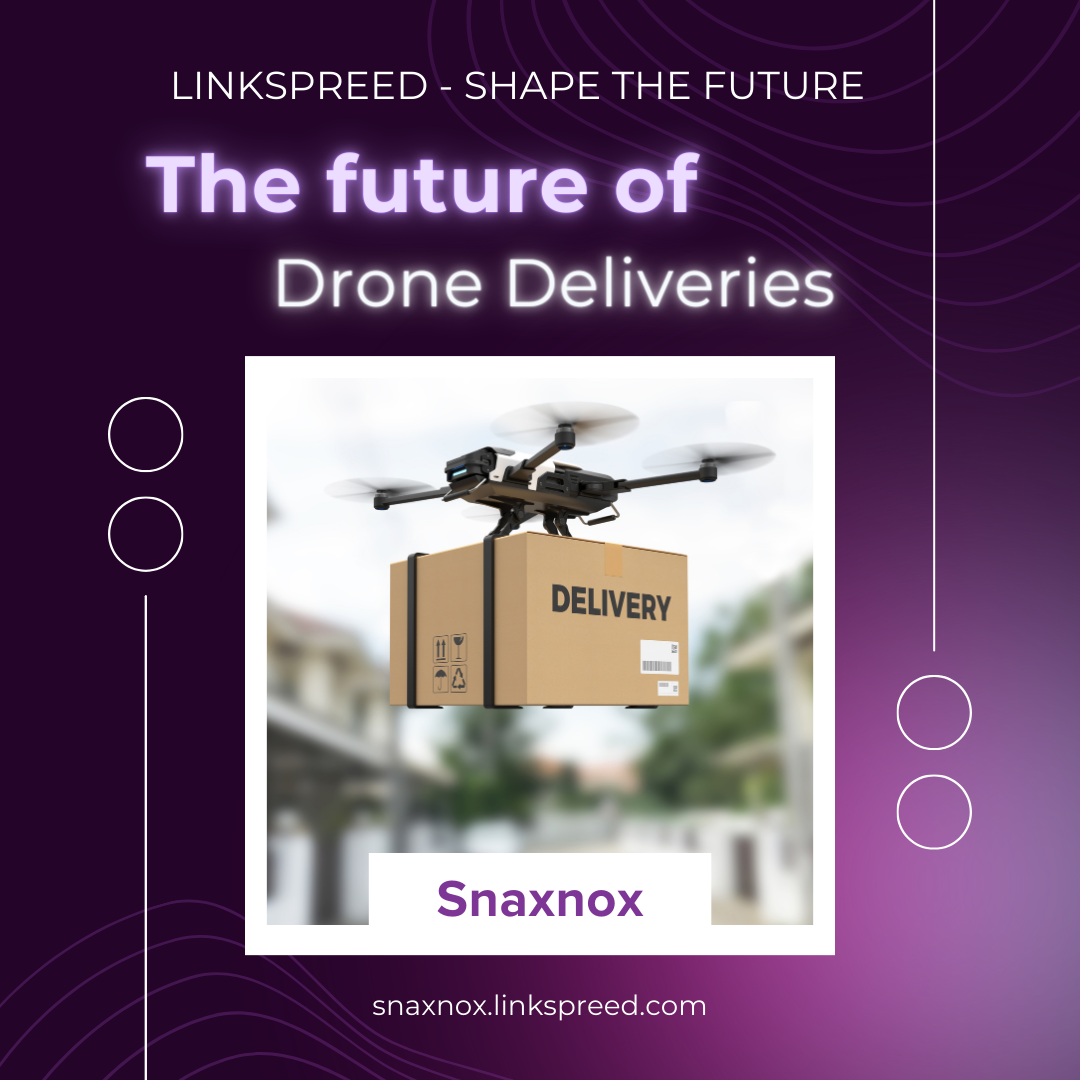 LINKSPREED - SHAPE THE FUTURE
The future of
Drone Deliveries
DELIVERY
Snaxnox
snaxnox.linkspreed.com